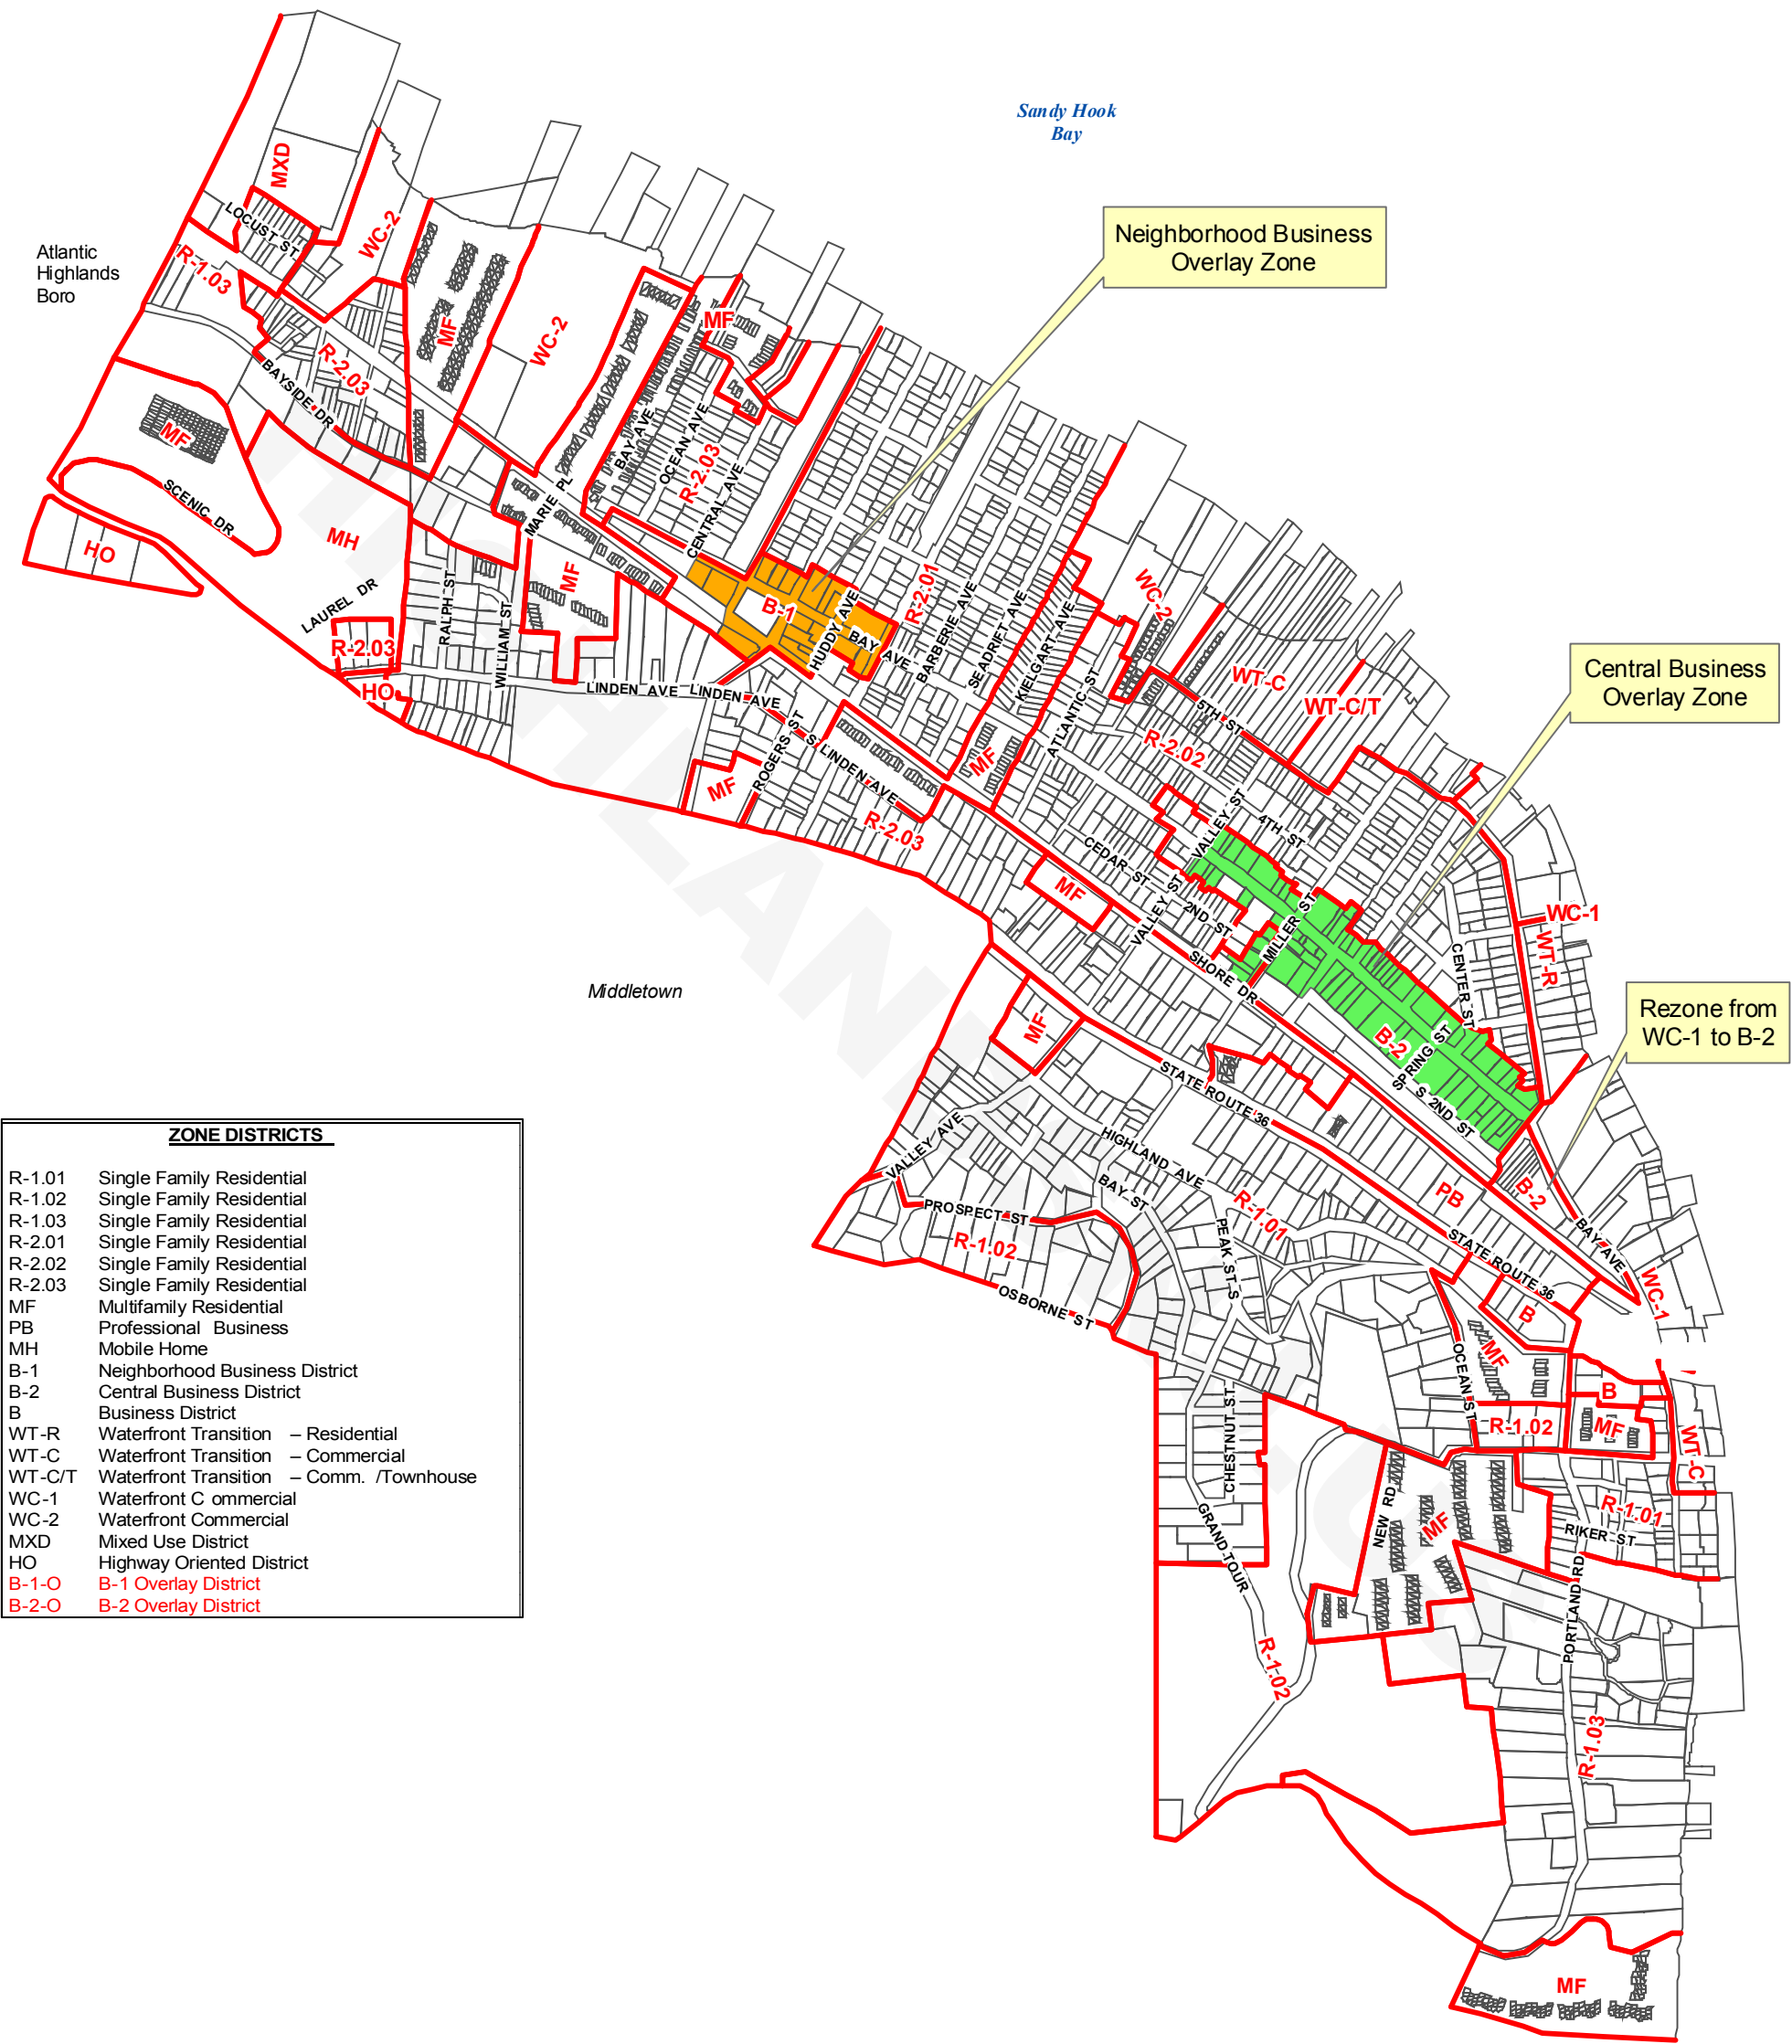 Sandy Hook
Bay
Neighborhood Business
Overlay Zone
Atlantic
Highlands
Boro
MXD
LOCUST ST
WC-2
R-1.03
MF
WC-2
MF
R-2.03
BAYSIDE DR
MF
SCENIC DR
MH
HO
LAUREL DR
R-2.03
HO
RALPH ST
WILLIAM ST
MARIE PL
MF
BAY AVE
OCEAN AVE
R-2.03
CENTRAL AVE
B-1
HUDDY AVE
BAY AVE
R-2.01
BARBERIE AVE
SEADRIFT AVE
KIELGART AVE
ATLANTIC ST
WC-2
WT-C
WT-C/T
5TH ST
R-2.02
Central Business
Overlay Zone
LINDEN AVE
LINDEN AVE
ROGERS ST
S LINDEN AVE
MF
MF
R-2.03
VALLEY ST
4TH ST
CEDAR ST
MF
VALLEY ST
2ND ST
MILLER ST
SHORE DR
WC-1
WT-R
CENTER ST
Middletown
Rezone from
WC-1 to B-2
MF
B-2
SPRING ST
S 2ND ST
STATE ROUTE 36
HIGHLAND AVE
VALLEY AVE
BAY ST
PROSPECT ST
R-1.02
R-1.01
PEAK ST S
OSBORNE ST
PB
B-2
BAY AVE
STATE ROUTE 36
WC-1
B
MF
OCEAN ST
B
R-1.02
MF
WT-C
CHESTNUT ST
GRAND TOUR
NEW RD
MF
R-1.01
RIKER ST
PORTLAND RD
R-1.02
R-1.03
MF
ZONE DISTRICTS
R-1.01 Single Family Residential
R-1.02 Single Family Residential
R-1.03 Single Family Residential
R-2.01 Single Family Residential
R-2.02 Single Family Residential
R-2.03 Single Family Residential
MF Multifamily Residential
PB Professional Business
MH Mobile Home
B-1 Neighborhood Business District
B-2 Central Business District
B Business District
WT-R Waterfront Transition – Residential
WT-C Waterfront Transition – Commercial
WT-C/T Waterfront Transition – Comm. /Townhouse
WC-1 Waterfront C ommercial
WC-2 Waterfront Commercial
MXD Mixed Use District
HO Highway Oriented District
B-1-O B-1 Overlay District
B-2-O B-2 Overlay District